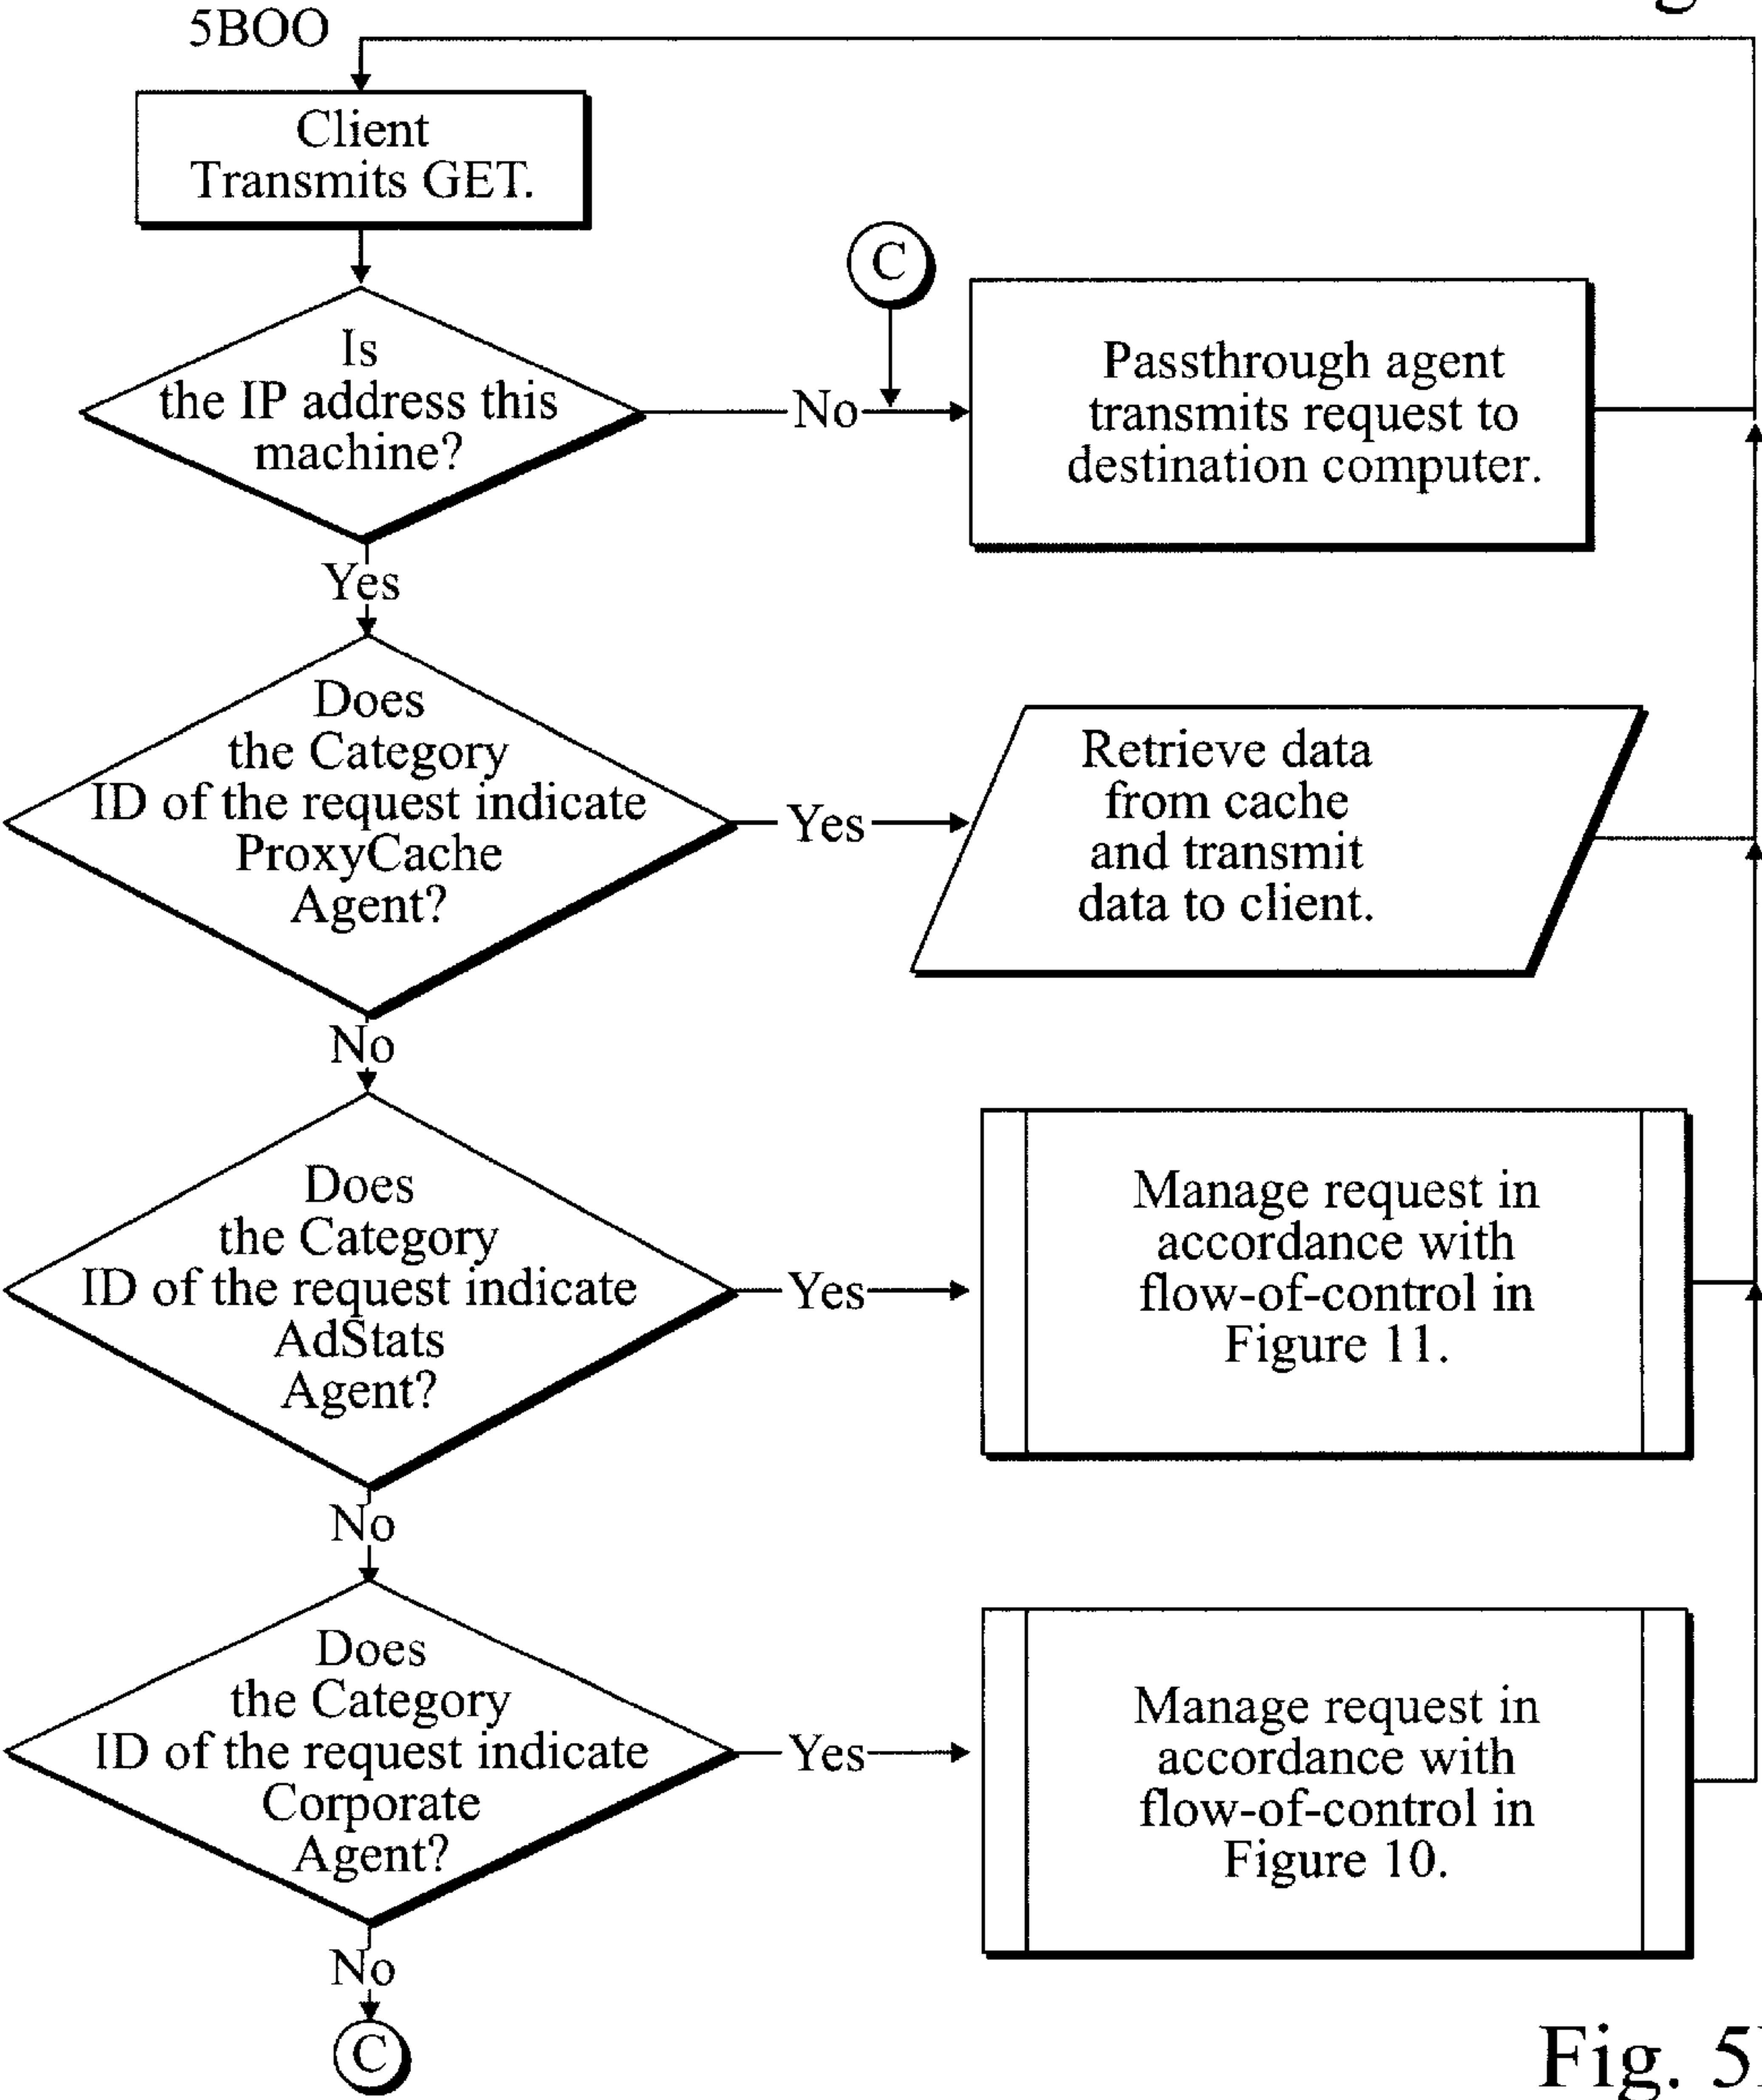 5BOO
Client
Transmits GET.
C
Is
the IP address this
machine?
No
Passthrough agent
transmits request to
destination computer.
Yes
Does
the Category
ID of the request indicate
ProxyCache
Agent?
Yes
Retrieve data
from cache
and transmit
data to client.
No
Does
the Category
ID of the request indicate
AdStats
Agent?
Yes
Manage request in
accordance with
flow-of-control in
Figure 11.
No
Does
the Category
ID of the request indicate
Corporate
Agent?
Yes
Manage request in
accordance with
flow-of-control in
Figure 10.
No
C
Fig. 5